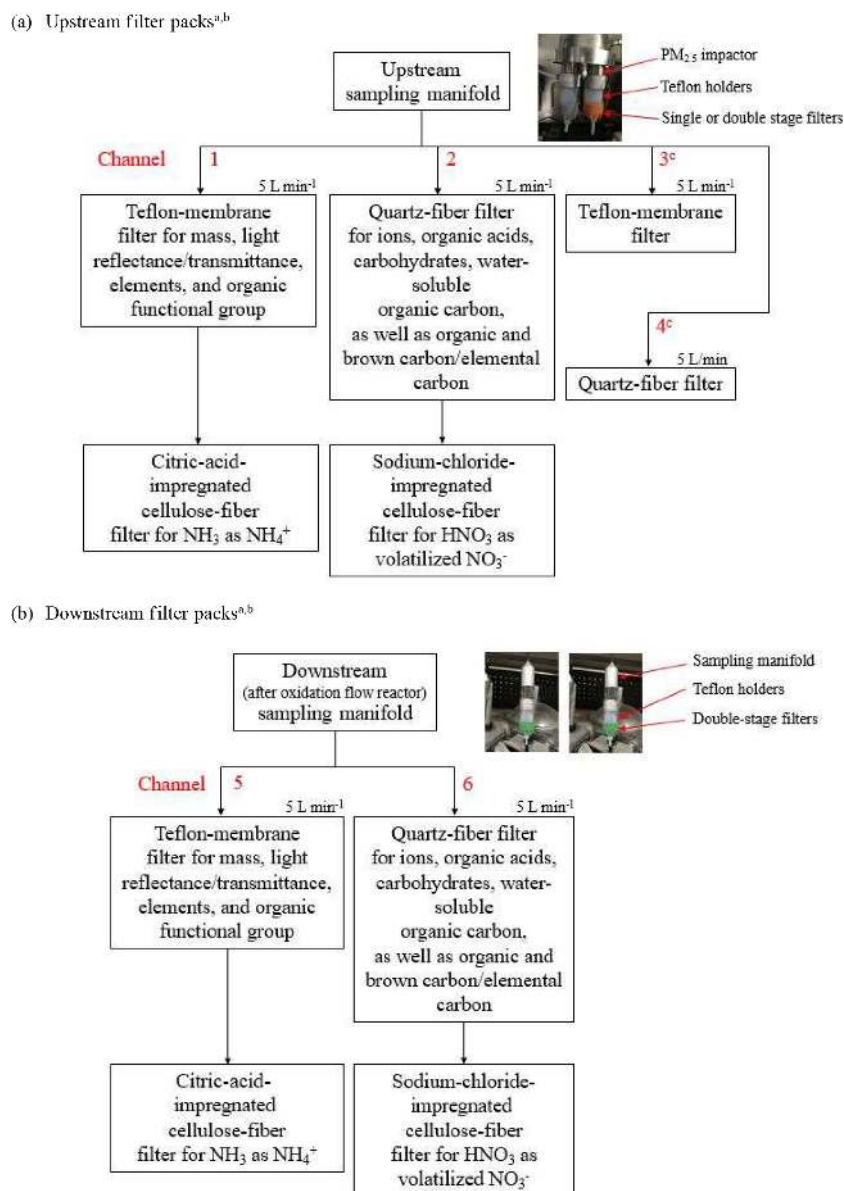 (a) Upstream filter packsᵃ,ᵇ
Upstream
sampling manifold
PM₂.₅ impactor
Teflon holders
Single or double stage filters
Channel 1 2 3ᶜ
5 L min⁻¹ 5 L min⁻¹ 5 L min⁻¹
Teflon-membrane
filter for mass, light
reflectance/transmittance,
elements, and organic
functional group
Quartz-fiber filter
for ions, organic acids,
carbohydrates, water-
soluble
organic carbon,
as well as organic and
brown carbon/elemental
carbon
Teflon-membrane
filter
4ᶜ
5 L/min
Quartz-fiber filter
Citric-acid-
impregnated
cellulose-fiber
filter for NH₃ as NH₄⁺
Sodium-chloride-
impregnated
cellulose-fiber
filter for HNO₃ as
volatilized NO₃⁻
(b) Downstream filter packsᵃ,ᵇ
Downstream
(after oxidation flow reactor)
sampling manifold
Sampling manifold
Teflon holders
Double-stage filters
Channel 5 6
5 L min⁻¹ 5 L min⁻¹
Teflon-membrane
filter for mass, light
reflectance/transmittance,
elements, and organic
functional group
Quartz-fiber filter
for ions, organic acids,
carbohydrates, water-
soluble
organic carbon,
as well as organic and
brown carbon/elemental
carbon
Citric-acid-
impregnated
cellulose-fiber
filter for NH₃ as NH₄⁺
Sodium-chloride-
impregnated
cellulose-fiber
filter for HNO₃ as
volatilized NO₃⁻